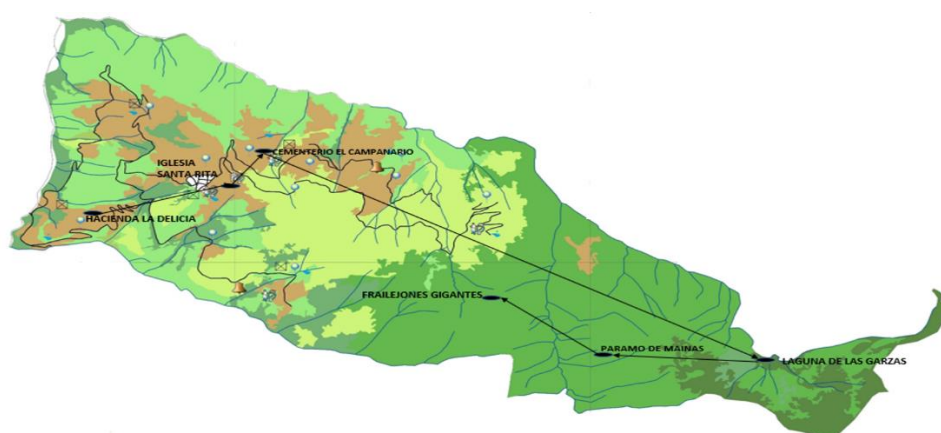 CEMENTERIO EL CAMPANARIO
IGLESIA
SANTA RITA
HACIENDA LA DELICIA
FRAILEJONES GIGANTES
PARAMO DE MAINAS
LAGUNA DE LAS GARZAS